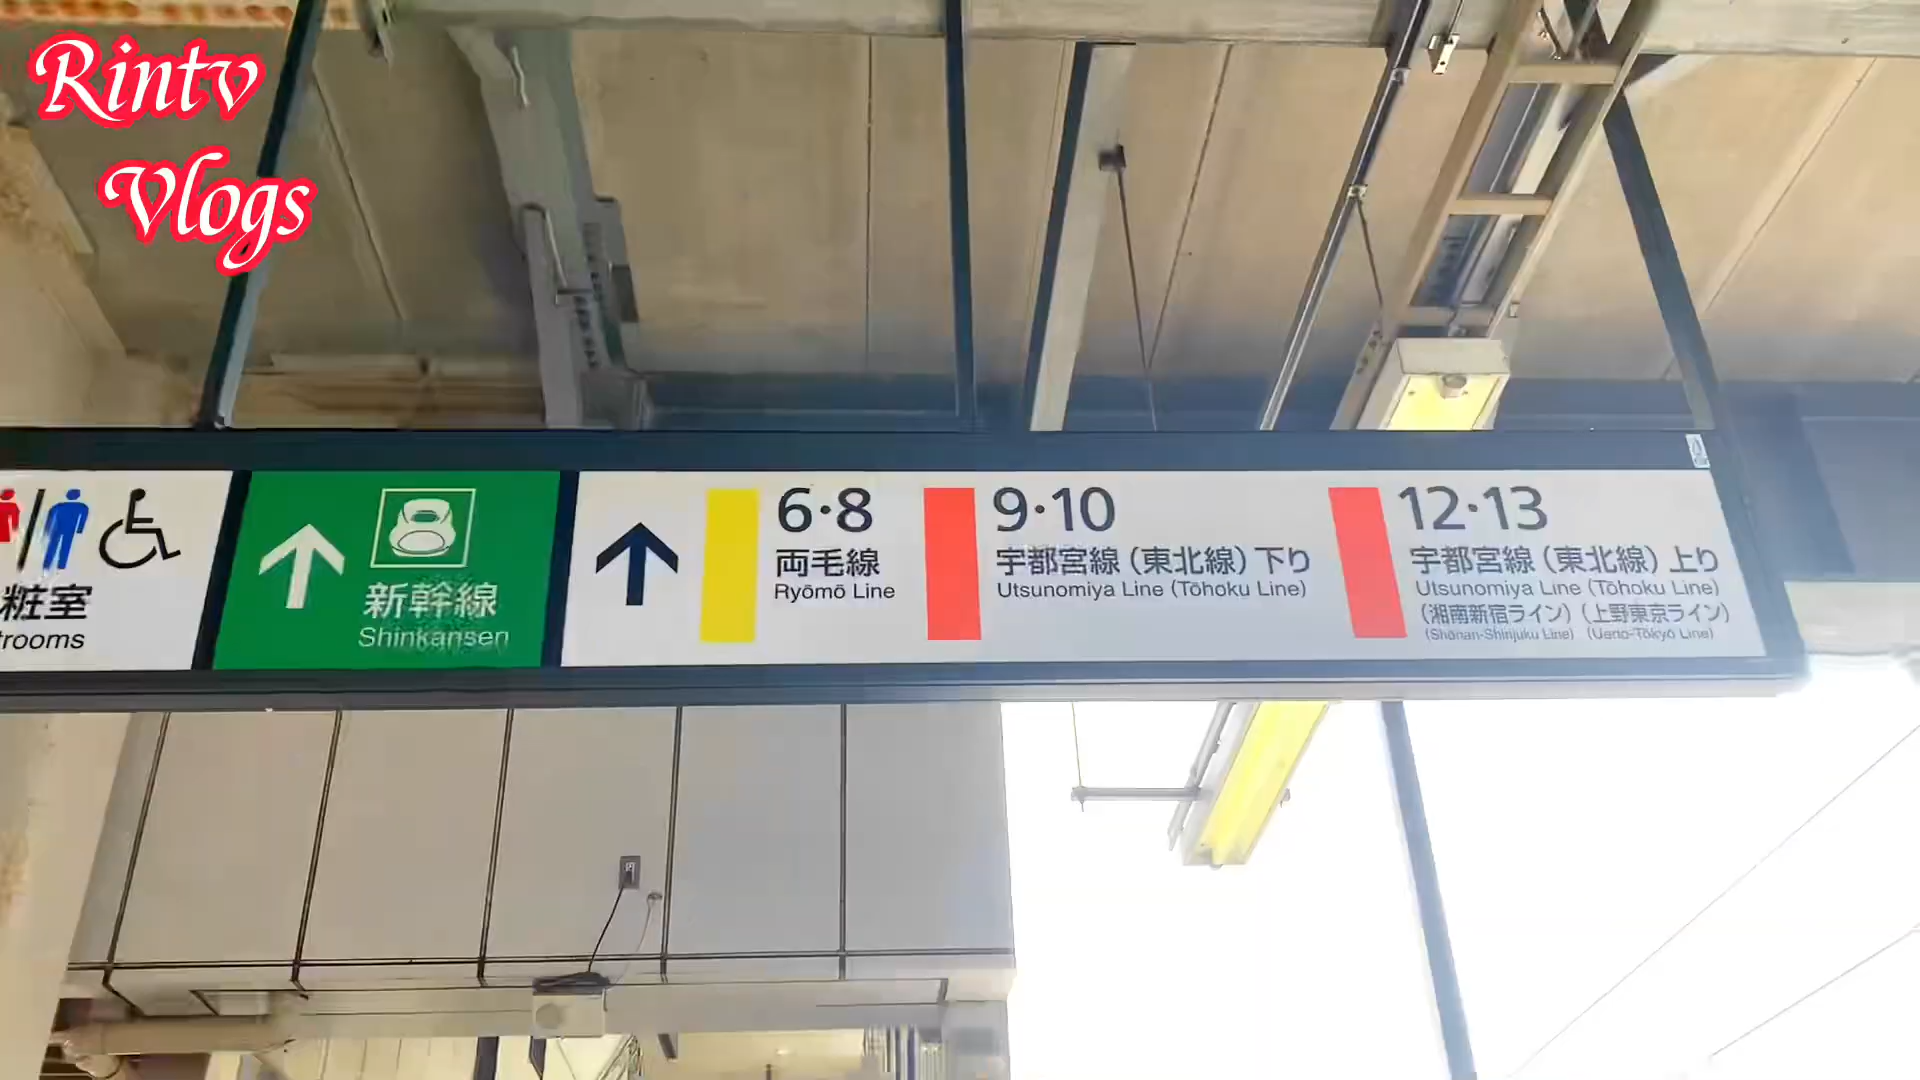 Rintv
Vlogs
粧室
trooms
新幹線
Shinkansen
6・8
両毛線
Ryōmō Line
9・10
宇都宮線（東北線）下り
Utsunomiya Line (Tōhoku Line)
12・13
宇都宮線（東北線）上り
Utsunomiya Line (Tōhoku Line)
（湘南新宿ライン）（上野東京ライン）
(Shōnan-Shinjuku Line) (Ueno-Tōkyō Line)